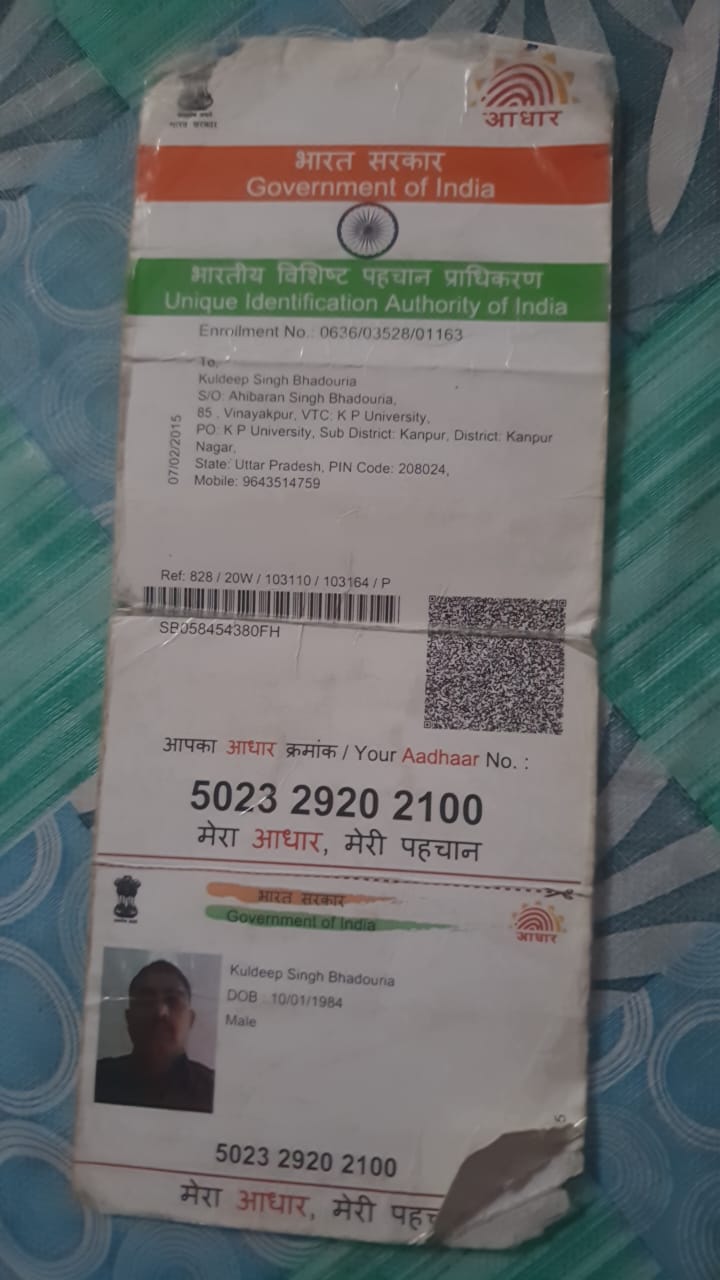 भारत सरकार
आधार
भारत सरकार
Government of India
भारतीय विशिष्ट पहचान प्राधिकरण
Unique Identification Authority of India
Enrollment No.: 0636/03528/01163
To,
Kuldeep Singh Bhadouria
S/O: Ahibaran Singh Bhadouria,
85 , Vinayakpur, VTC: K P University,
PO: K P University, Sub District: Kanpur, District: Kanpur
Nagar,
State: Uttar Pradesh, PIN Code: 208024,
Mobile: 9643514759
07/02/2015
Ref: 828 / 20W / 103110 / 103164 / P
SB058454380FH
आपका आधार क्रमांक / Your Aadhaar No. :
5023 2920 2100
मेरा आधार, मेरी पहचान
भारत सरकार
Government of India
आधार
Kuldeep Singh Bhadouria
DOB 10/01/1984
Male
5023 2920 2100
मेरा आधार, मेरी